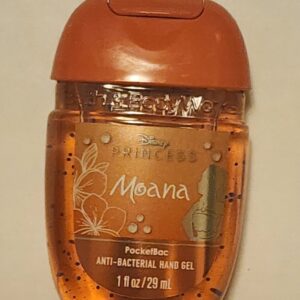 Disney
PRINCESS
Moana
PocketBac
ANTI-BACTERIAL HAND GEL
1 fl oz/29 mL